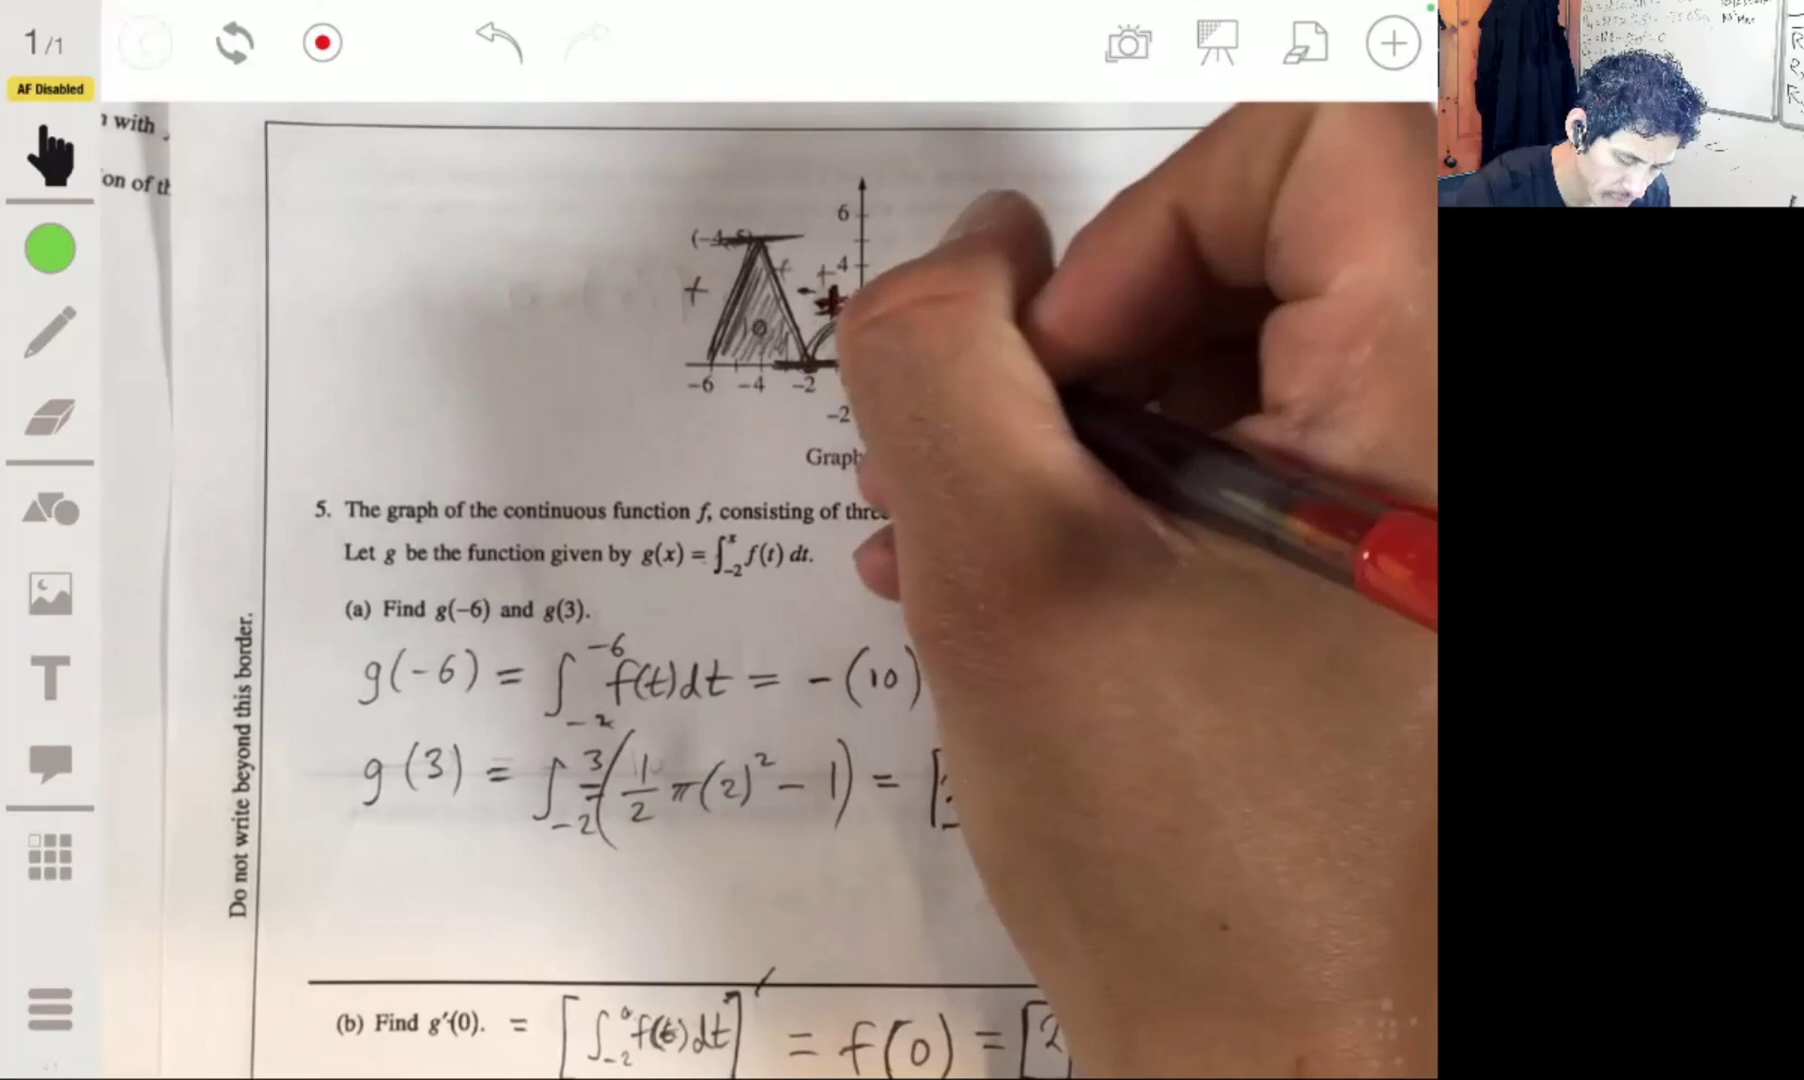 1/1
AF Disabled
with
on of th
6
(-4,5)
+
+4
-6 -4 -2
-2
Graph
5. The graph of the continuous function f, consisting of three
Let g be the function given by g(x) = ∫_{-2}^{x} f(t) dt.
(a) Find g(−6) and g(3).
g(-6) = ∫_{-2}^{-6} f(t)dt = -(10)
g(3) = ∫_{-2}^{3} = (1/2 π(2)² - 1) = [
Do not write beyond this border.
(b) Find g′(0). = [∫_{-2}^{0} f(t)dt]′ = f(0) = [2]
T